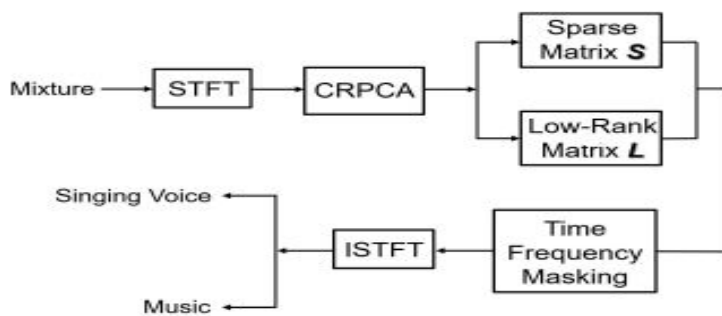 Mixture
STFT
CRPCA
Sparse
Matrix S
Low-Rank
Matrix L
Time
Frequency
Masking
ISTFT
Singing Voice
Music